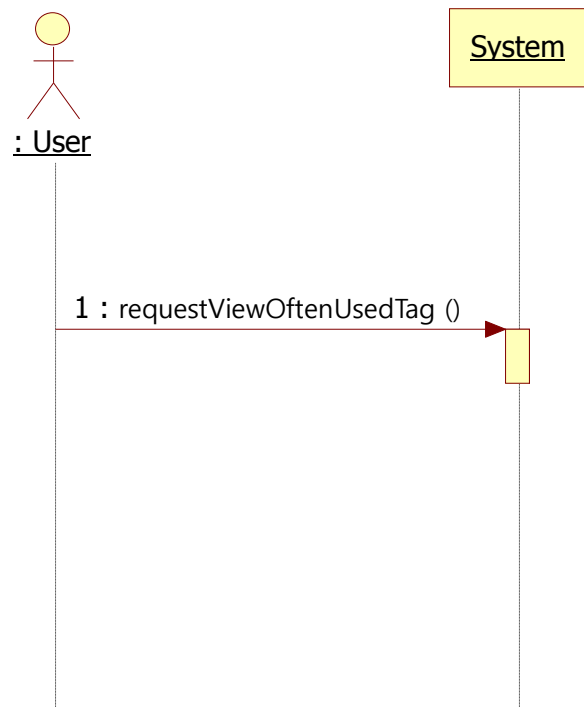 System
: User
1 : requestViewOftenUsedTag ()